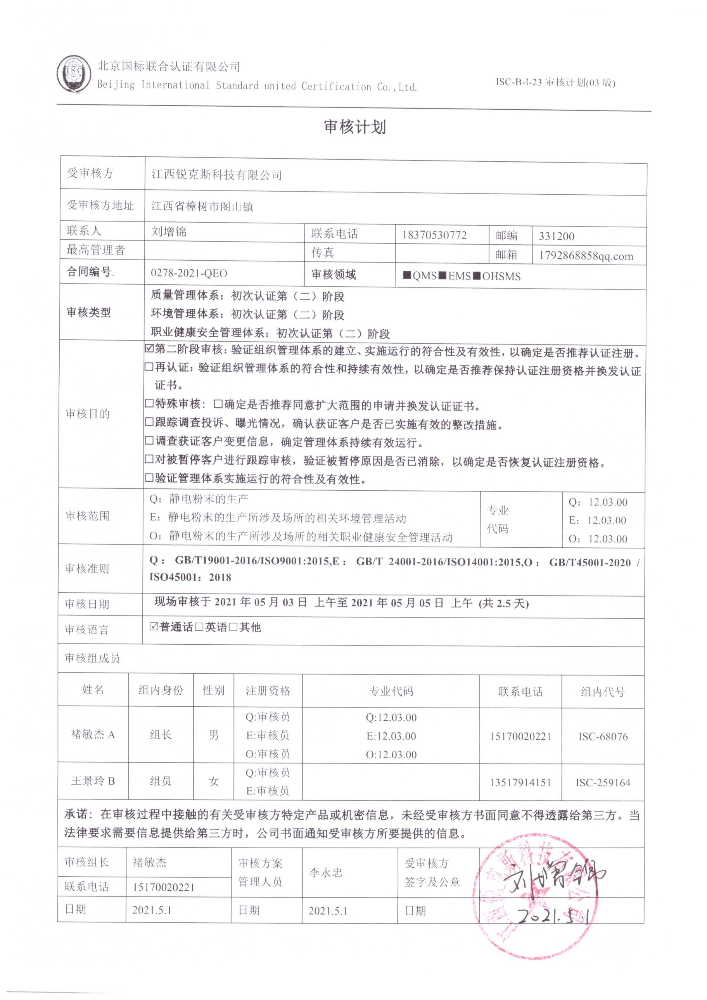 ISC
北京国标联合认证有限公司
Beijing International Standard united Certification Co.,Ltd.
ISC-B-I-23 审核计划(03 版)
审核计划
受审核方 江西锐克斯科技有限公司
受审核方地址 江西省樟树市阁山镇
联系人 刘增锦 联系电话 18370530772 邮编 331200
最高管理者 传真 邮箱 1792868858qq.com
合同编号. 0278-2021-QEO 审核领域 ■QMS■EMS■OHSMS
审核类型
质量管理体系：初次认证第（二）阶段
环境管理体系：初次认证第（二）阶段
职业健康安全管理体系：初次认证第（二）阶段
审核目的
☑第二阶段审核：验证组织管理体系的建立、实施运行的符合性及有效性，以确定是否推荐认证注册。
□再认证：验证组织管理体系的符合性和持续有效性，以确定是否推荐保持认证注册资格并换发认证
证书。
□特殊审核：□确定是否推荐同意扩大范围的申请并换发认证证书。
□跟踪调查投诉、曝光情况，确认获证客户是否已实施有效的整改措施。
□调查获证客户变更信息，确定管理体系持续有效运行。
□对被暂停客户进行跟踪审核，验证被暂停原因是否已消除，以确定是否恢复认证注册资格。
□验证管理体系实施运行的符合性及有效性。
审核范围
Q：静电粉末的生产
E：静电粉末的生产所涉及场所的相关环境管理活动
O：静电粉末的生产所涉及场所的相关职业健康安全管理活动
专业
代码
Q：12.03.00
E：12.03.00
O：12.03.00
审核准则
Q： GB/T19001-2016/ISO9001:2015,E： GB/T 24001-2016/ISO14001:2015,O： GB/T45001-2020 /
ISO45001：2018
审核日期 现场审核于 2021 年 05 月 03 日 上午至 2021 年 05 月 05 日 上午 (共 2.5 天)
审核语言 ☑普通话□英语□其他
审核组成员
姓名 组内身份 性别 注册资格 专业代码 联系电话 组内代号
褚敏杰 A 组长 男
Q:审核员
E:审核员
O:审核员
Q:12.03.00
E:12.03.00
O:12.03.00
15170020221 ISC-68076
王景玲 B 组员 女
Q:审核员
E:审核员
13517914151 ISC-259164
承诺：在审核过程中接触的有关受审核方特定产品或机密信息，未经受审核方书面同意不得透露给第三方。当
法律要求需要信息提供给第三方时，公司书面通知受审核方所要提供的信息。
审核组长 褚敏杰
联系电话 15170020221
审核方案
管理人员
李永忠
受审核方
签字及公章
刘增锦
江西锐克斯科技有限公司
日期 2021.5.1 日期 2021.5.1 日期 2021.5.1